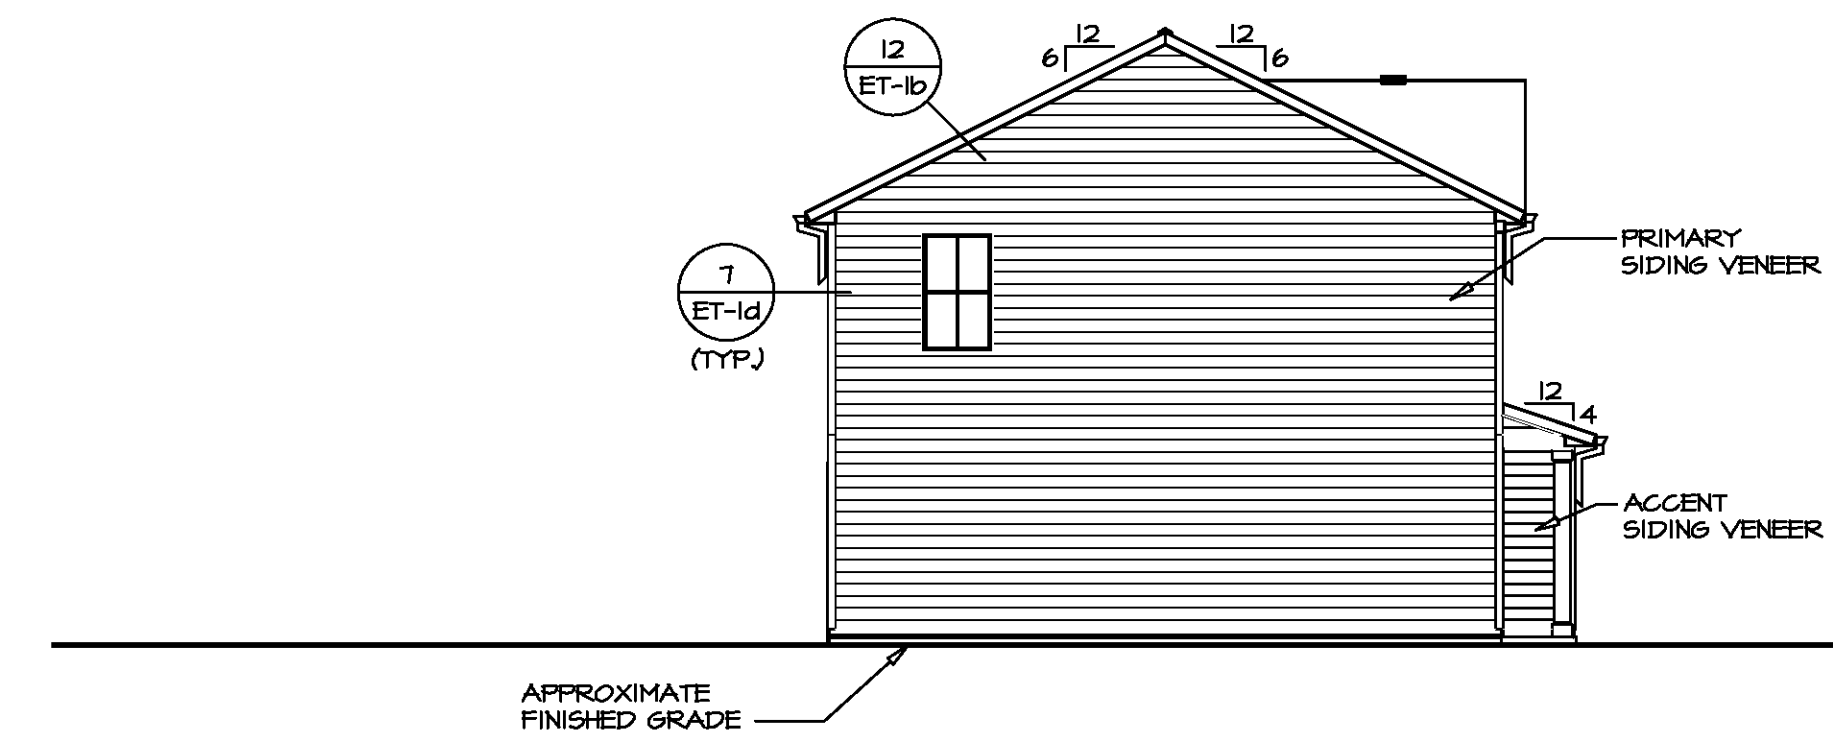 12
ET-1b
12
6
12
6
PRIMARY
SIDING VENEER
7
ET-1d
(TYP.)
12
4
ACCENT
SIDING VENEER
APPROXIMATE
FINISHED GRADE